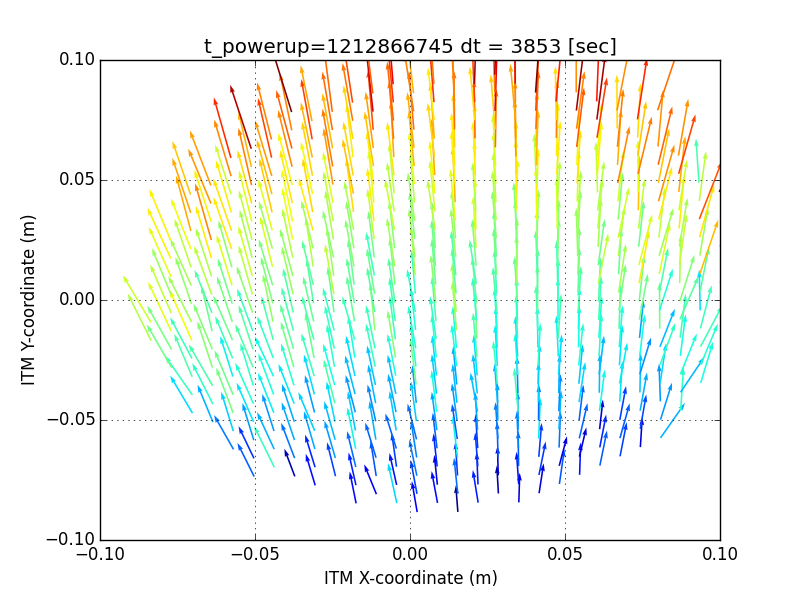 t_powerup=1212866745 dt = 3853 [sec]
0.10
0.05
0.00
−0.05
−0.10
ITM Y-coordinate (m)
−0.10 −0.05 0.00 0.05 0.10
ITM X-coordinate (m)